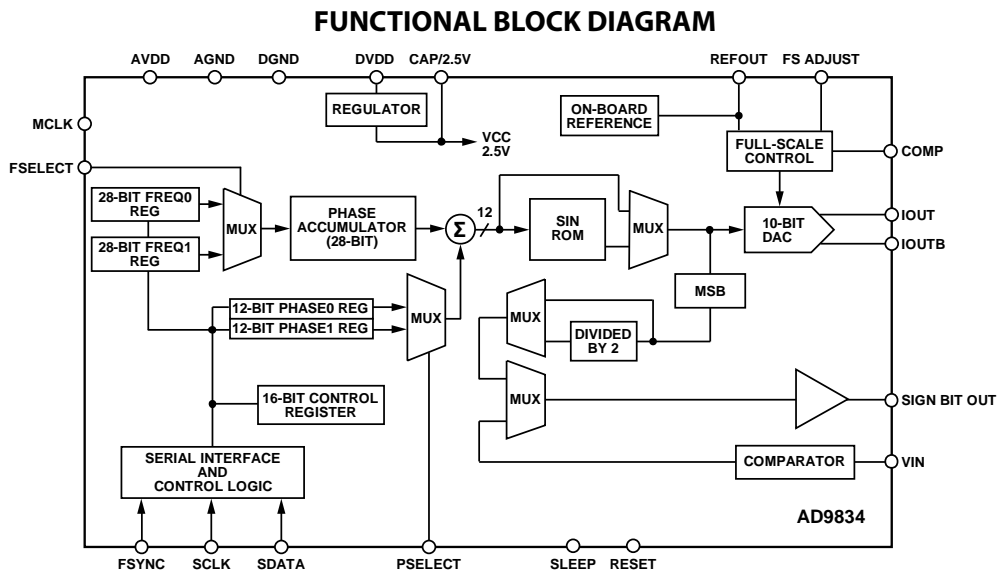 FUNCTIONAL BLOCK DIAGRAM
AVDD
AGND
DGND
DVDD
CAP/2.5V
REFOUT
FS ADJUST
MCLK
REGULATOR
ON-BOARD
REFERENCE
VCC
2.5V
FULL-SCALE
CONTROL
COMP
FSELECT
28-BIT FREQ0
REG
MUX
28-BIT FREQ1
REG
PHASE
ACCUMULATOR
(28-BIT)
Σ
12
SIN
ROM
MUX
10-BIT
DAC
IOUT
IOUTB
MSB
12-BIT PHASE0 REG
12-BIT PHASE1 REG
MUX
MUX
DIVIDED
BY 2
16-BIT CONTROL
REGISTER
MUX
SIGN BIT OUT
SERIAL INTERFACE
AND
CONTROL LOGIC
COMPARATOR
VIN
AD9834
FSYNC
SCLK
SDATA
PSELECT
SLEEP
RESET